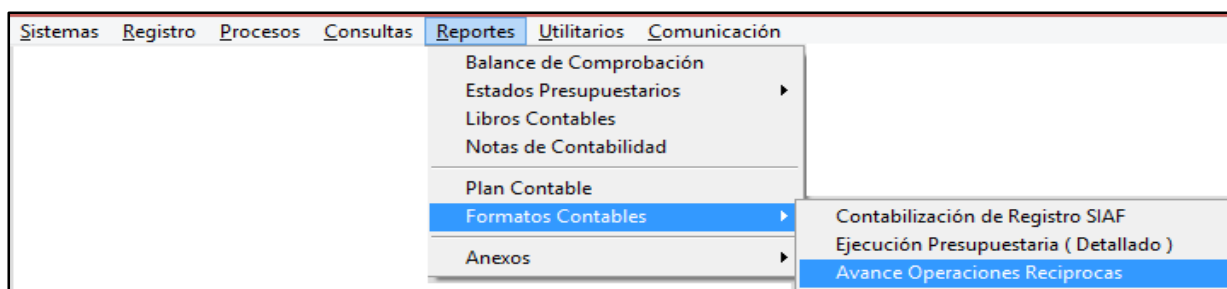 Sistemas Registro Procesos Consultas Reportes Utilitarios Comunicación
Balance de Comprobación
Estados Presupuestarios
Libros Contables
Notas de Contabilidad
Plan Contable
Formatos Contables
Anexos
Contabilización de Registro SIAF
Ejecución Presupuestaria ( Detallado )
Avance Operaciones Reciprocas